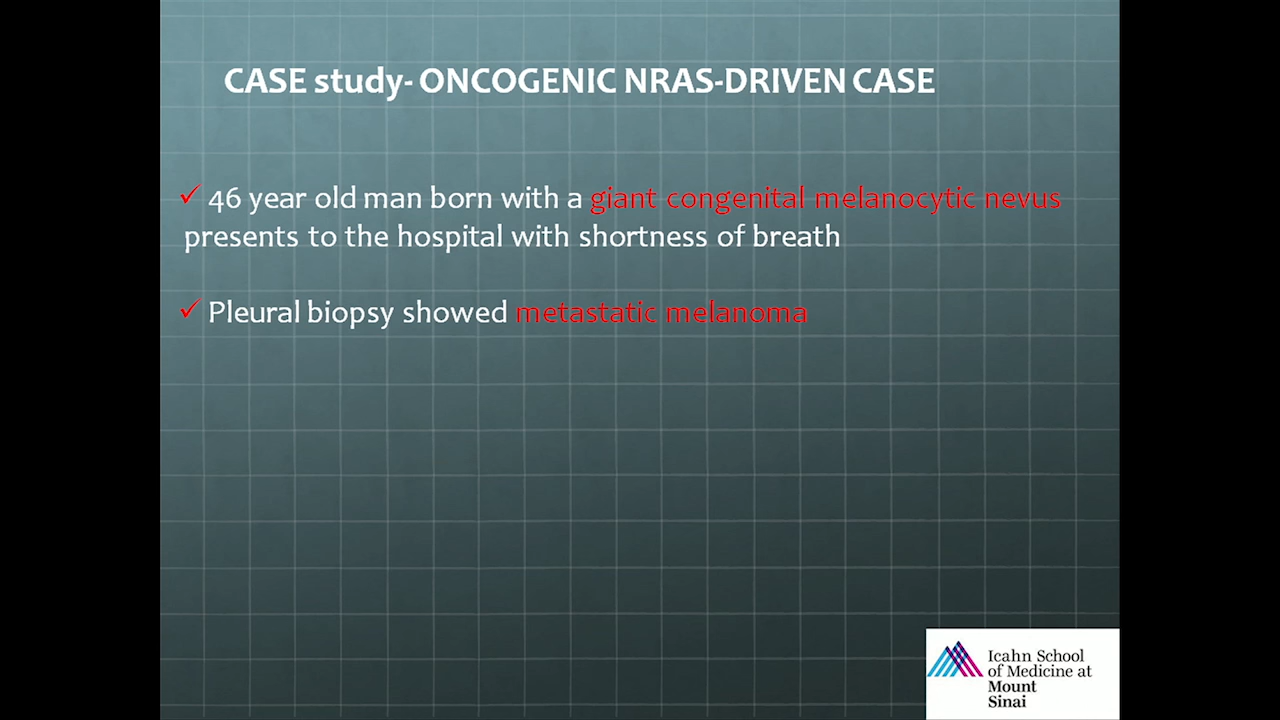 CASE study- ONCOGENIC NRAS-DRIVEN CASE
✓ 46 year old man born with a giant congenital melanocytic nevus
presents to the hospital with shortness of breath
✓ Pleural biopsy showed metastatic melanoma
Icahn School
of Medicine at
Mount
Sinai